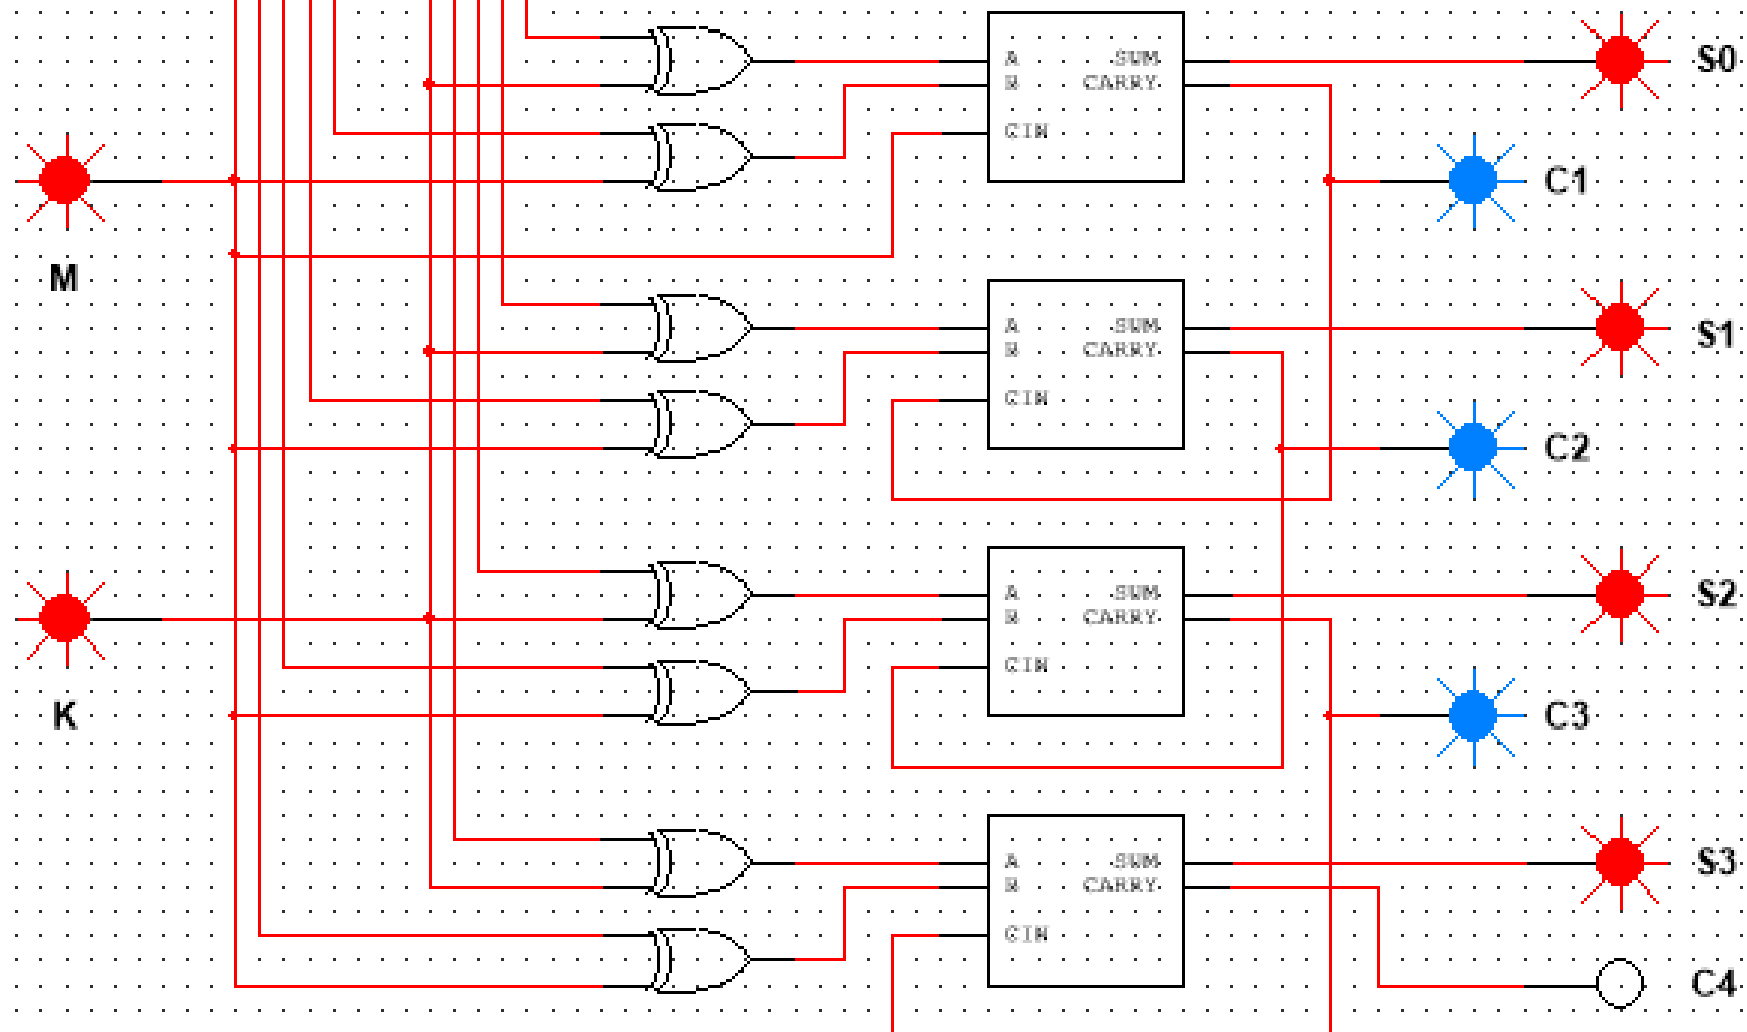 A SUM S0
B CARRY
CIN
C1
M
A SUM S1
B CARRY
CIN
C2
A SUM S2
B CARRY
CIN
K
C3
A SUM S3
B CARRY
CIN
C4